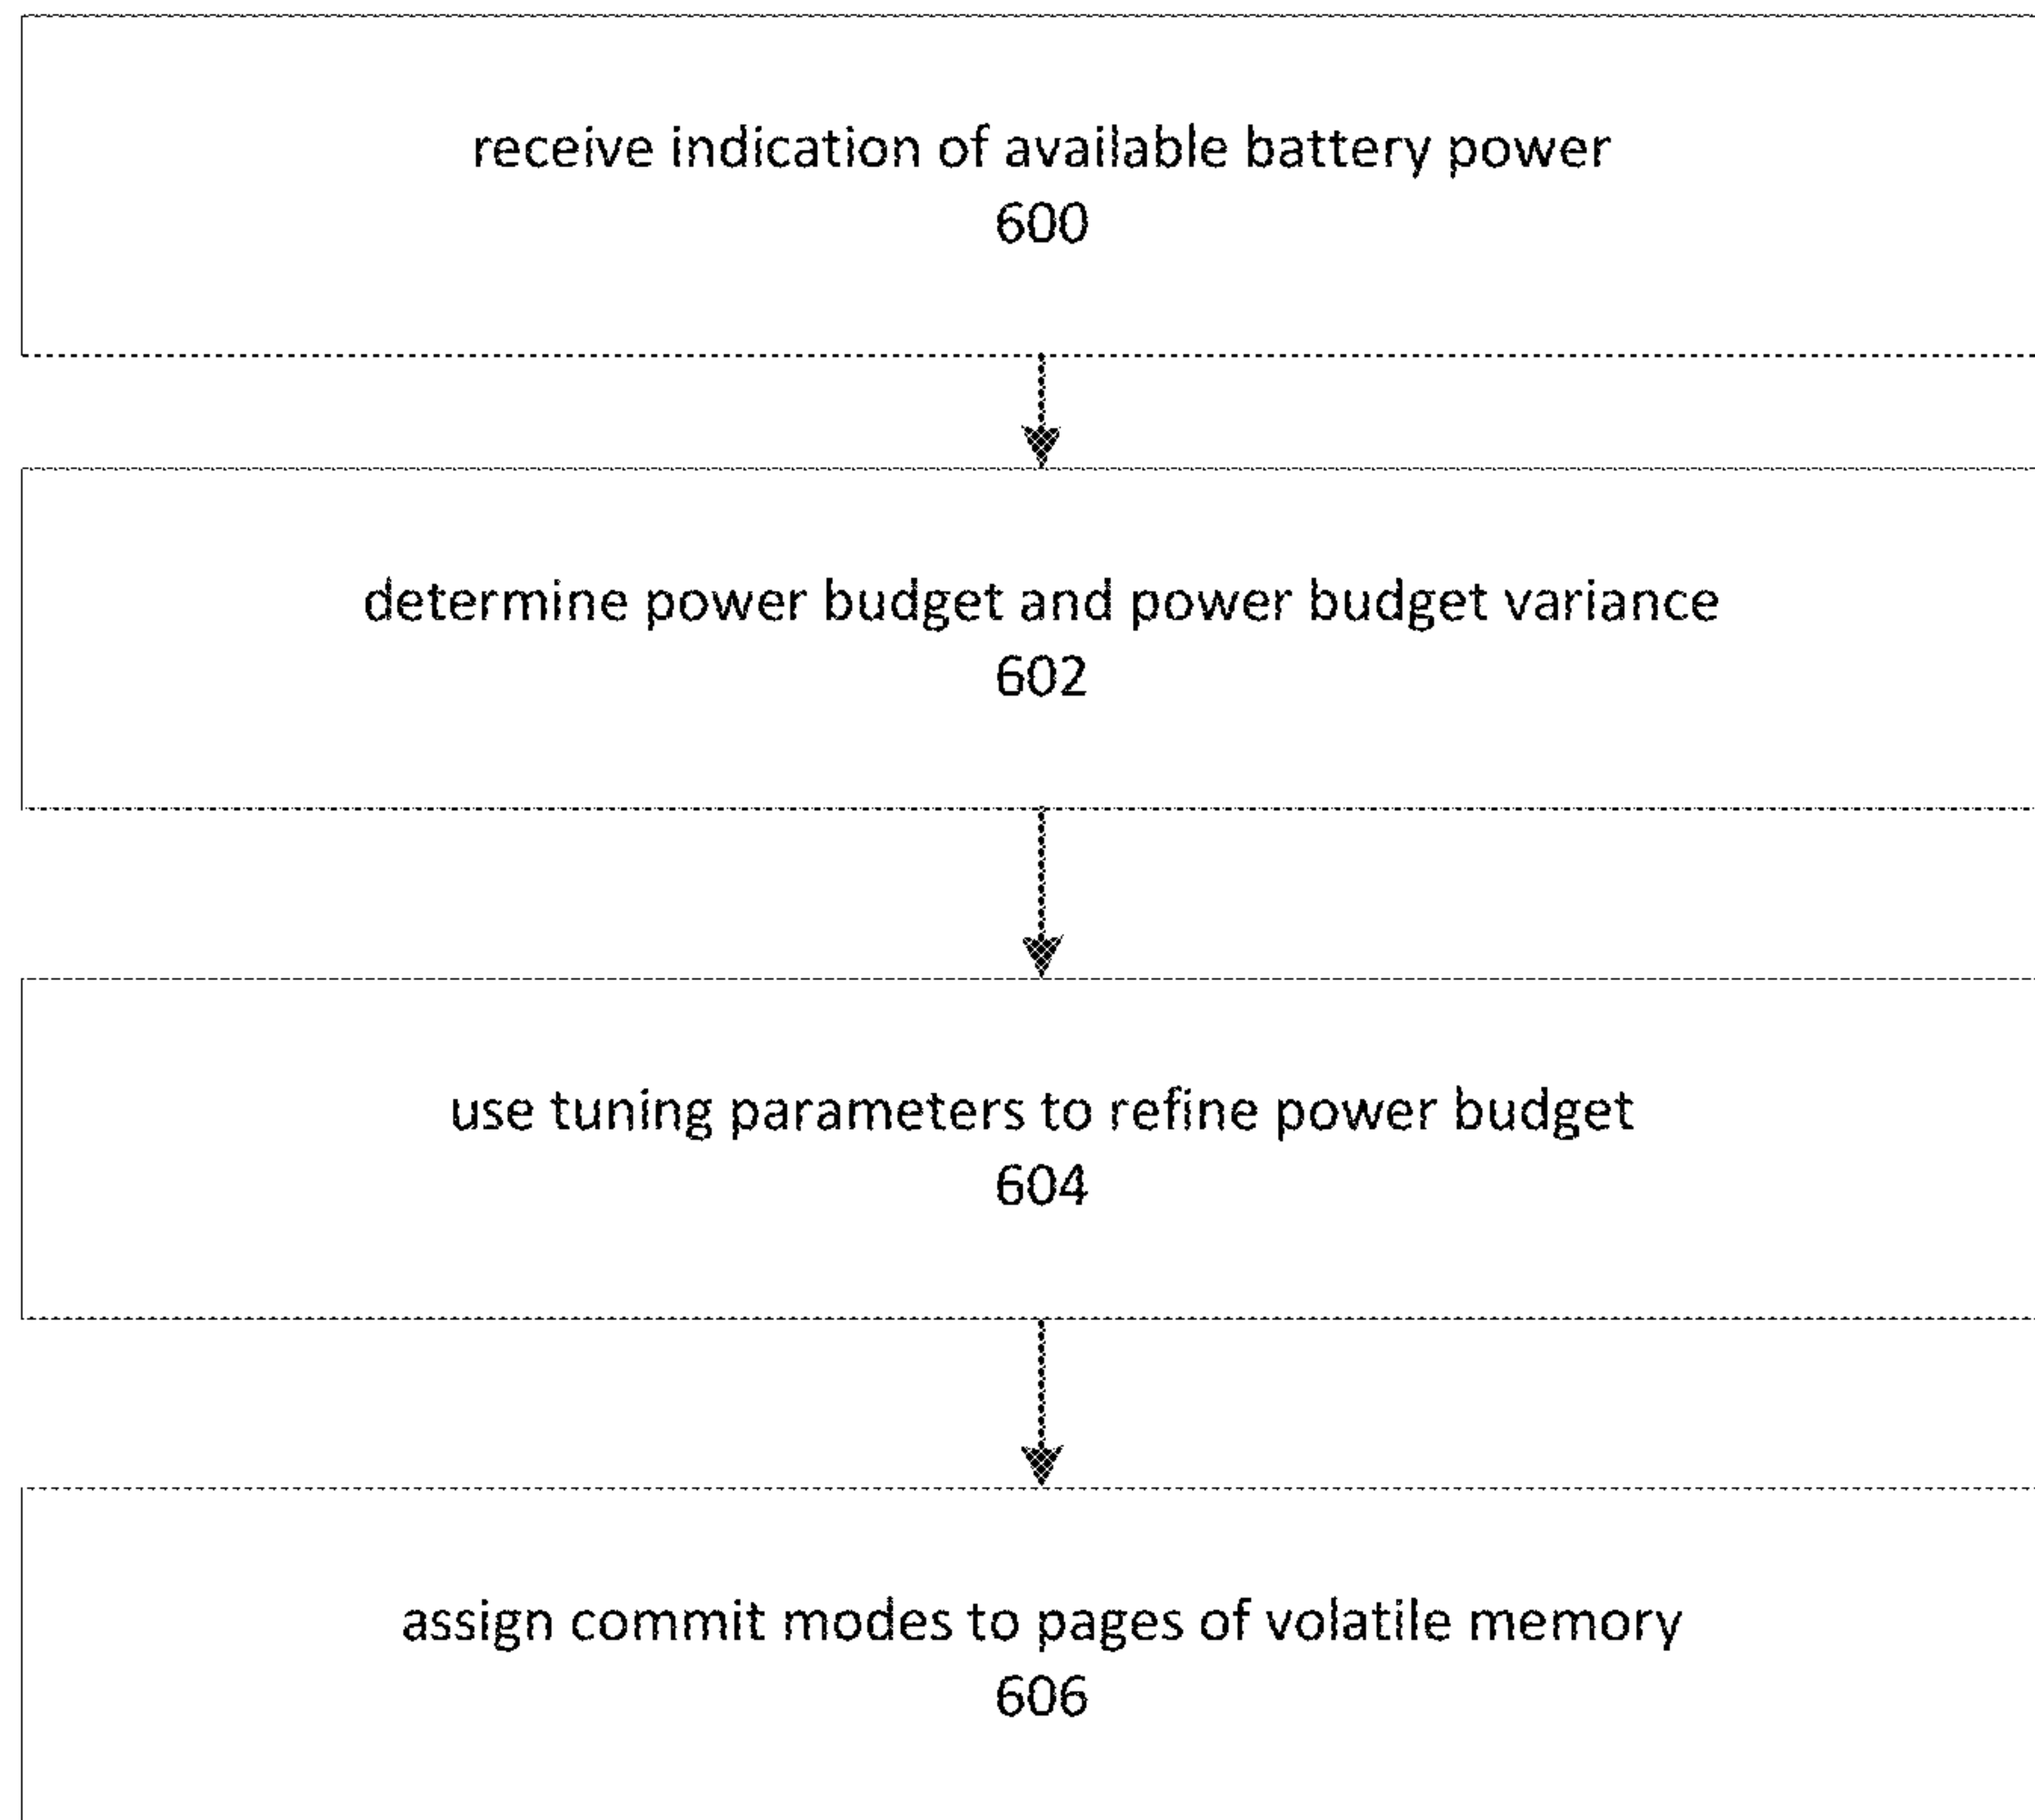 receive indication of available battery power
600
determine power budget and power budget variance
602
use tuning parameters to refine power budget
604
assign commit modes to pages of volatile memory
606